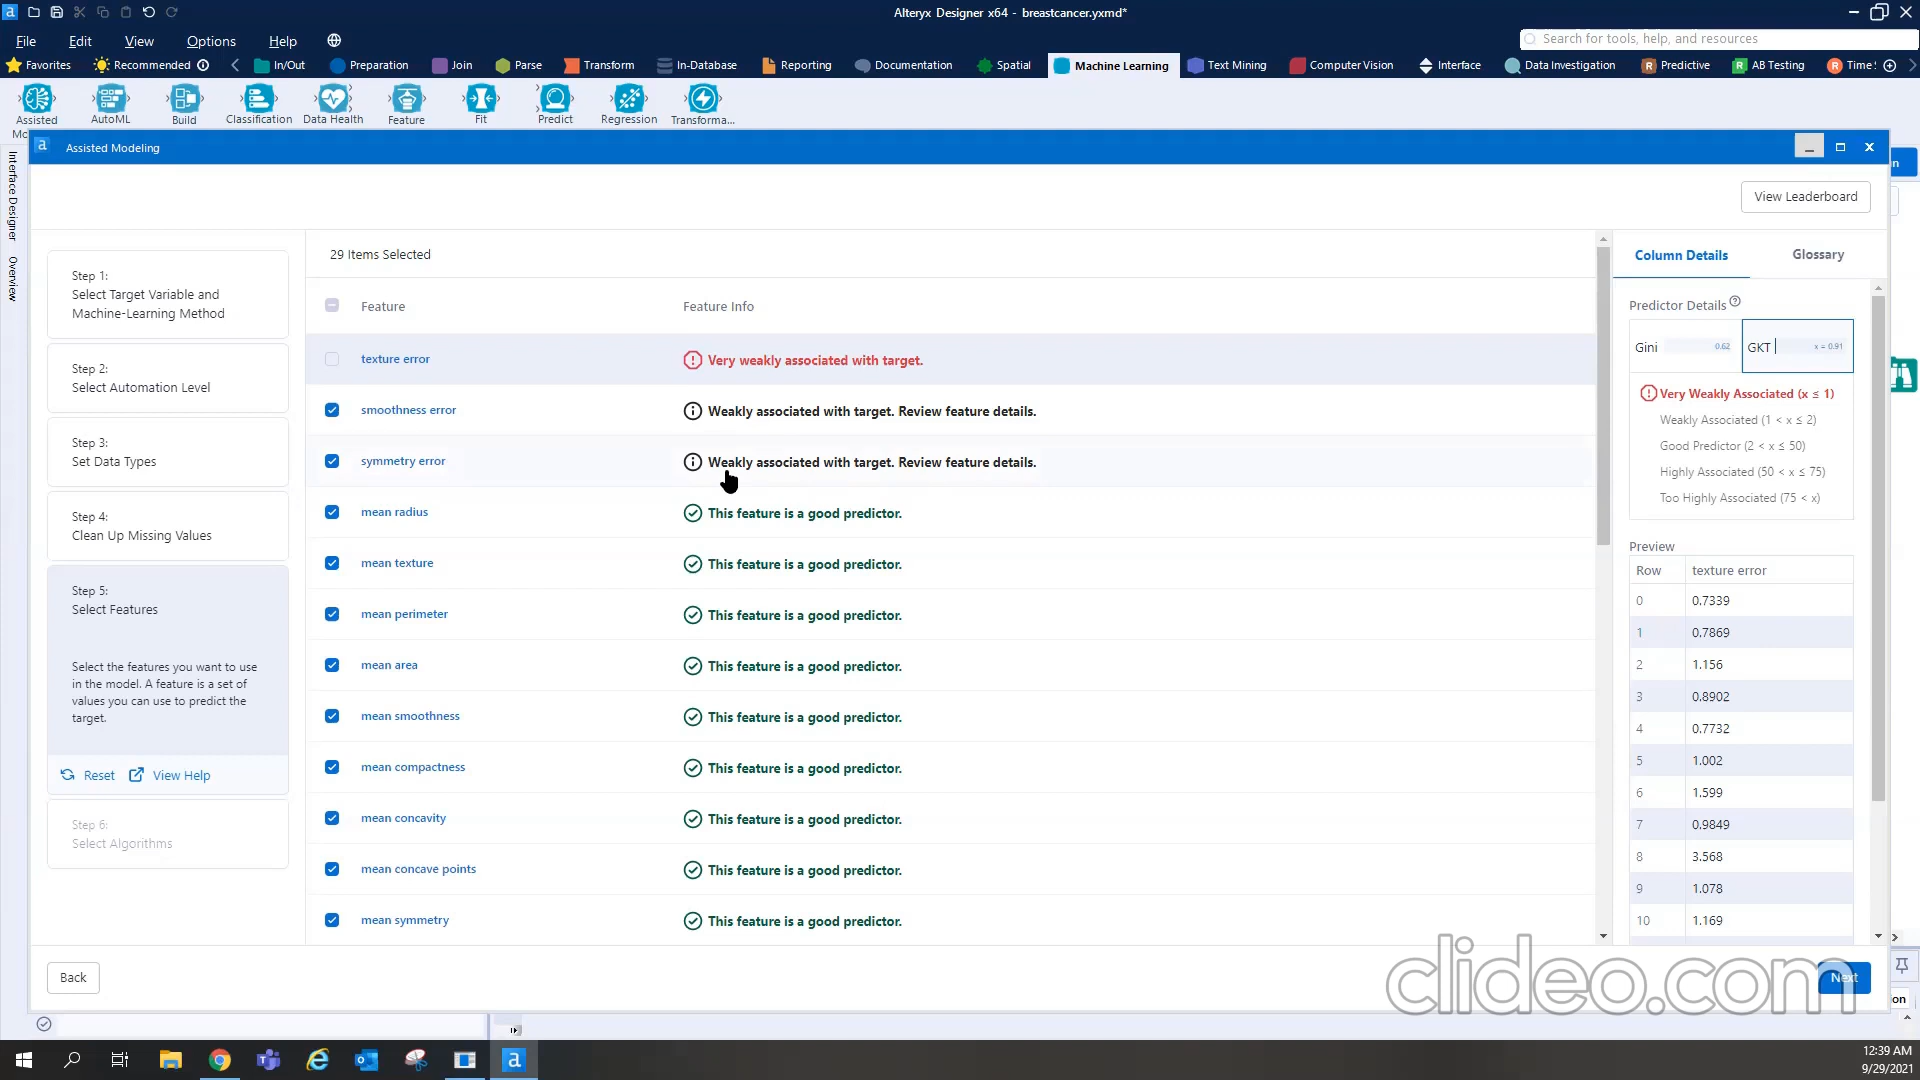 Alteryx Designer x64 - breastcancer.yxmd*
File Edit View Options Help
Search for tools, help, and resources
Favorites Recommended In/Out Preparation Join Parse Transform In-Database Reporting Documentation Spatial Machine Learning Text Mining Computer Vision Interface Data Investigation Predictive AB Testing Time
Assisted AutoML Build Classification Data Health Feature Fit Predict Regression Transforma...
Interface Designer
Overview
Assisted Modeling
View Leaderboard
Step 1:
Select Target Variable and
Machine-Learning Method
Step 2:
Select Automation Level
Step 3:
Set Data Types
Step 4:
Clean Up Missing Values
Step 5:
Select Features
Select the features you want to use
in the model. A feature is a set of
values you can use to predict the
target.
Reset View Help
Step 6:
Select Algorithms
29 Items Selected
Feature Feature Info
texture error Very weakly associated with target.
smoothness error Weakly associated with target. Review feature details.
symmetry error Weakly associated with target. Review feature details.
mean radius This feature is a good predictor.
mean texture This feature is a good predictor.
mean perimeter This feature is a good predictor.
mean area This feature is a good predictor.
mean smoothness This feature is a good predictor.
mean compactness This feature is a good predictor.
mean concavity This feature is a good predictor.
mean concave points This feature is a good predictor.
mean symmetry This feature is a good predictor.
Column Details Glossary
Predictor Details
Gini 0.62 GKT x = 0.91
Very Weakly Associated (x ≤ 1)
Weakly Associated (1 < x ≤ 2)
Good Predictor (2 < x ≤ 50)
Highly Associated (50 < x ≤ 75)
Too Highly Associated (75 < x)
Preview
Row texture error
0 0.7339
1 0.7869
2 1.156
3 0.8902
4 0.7732
5 1.002
6 1.599
7 0.9849
8 3.568
9 1.078
10 1.169
Back
Next
clideo.com
12:39 AM
9/29/2021